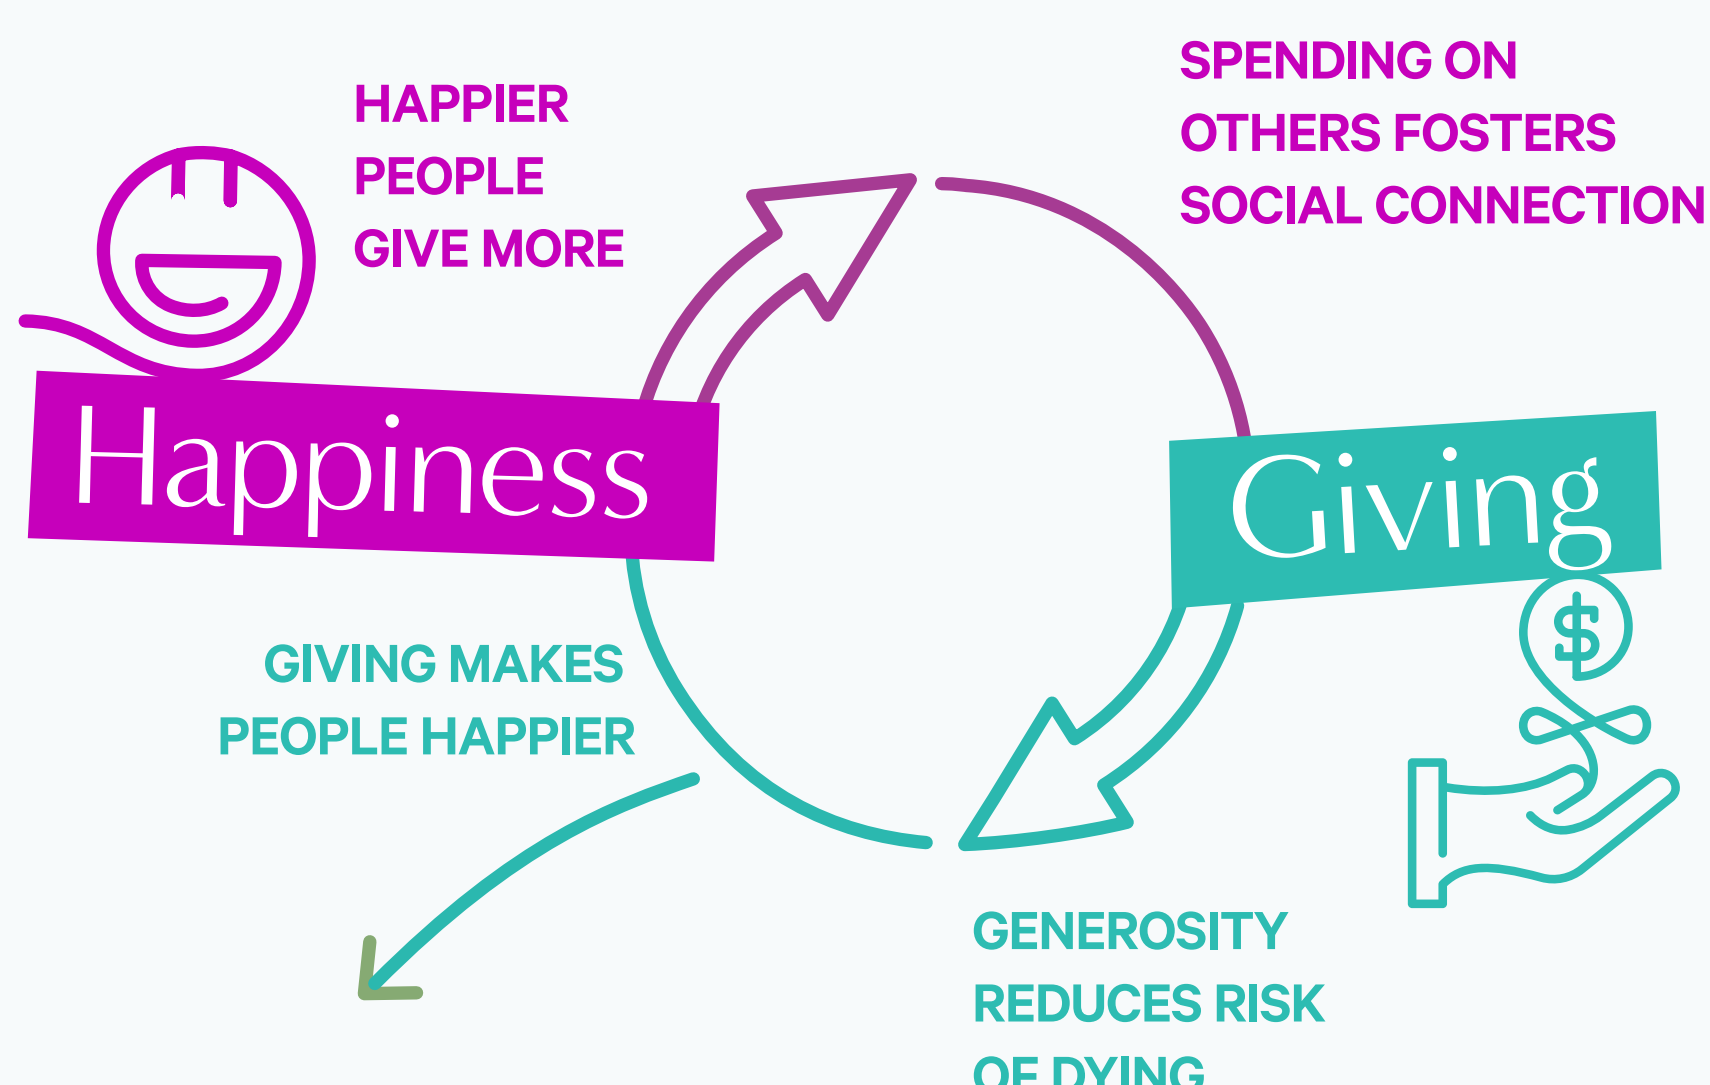 HAPPIER
PEOPLE
GIVE MORE
SPENDING ON
OTHERS FOSTERS
SOCIAL CONNECTION
Happiness
Giving
$
GIVING MAKES
PEOPLE HAPPIER
GENEROSITY
REDUCES RISK
OF DYING